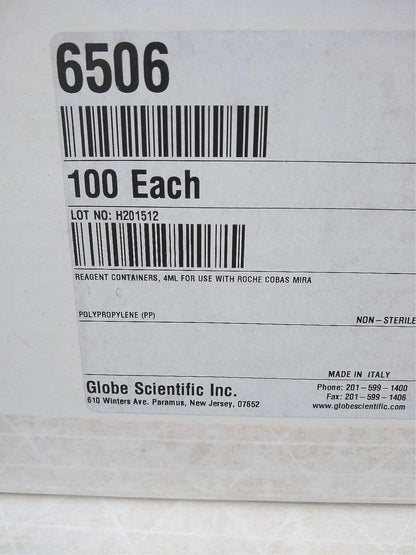 6506
100 Each
LOT NO: H201512
REAGENT CONTAINERS, 4ML FOR USE WITH ROCHE COBAS MIRA
POLYPROPYLENE (PP)
NON-STERILE
MADE IN ITALY
Globe Scientific Inc.
610 Winters Ave. Paramus, New Jersey, 07652
Phone: 201-599-1400
Fax: 201-599-1406
www.globescientific.com